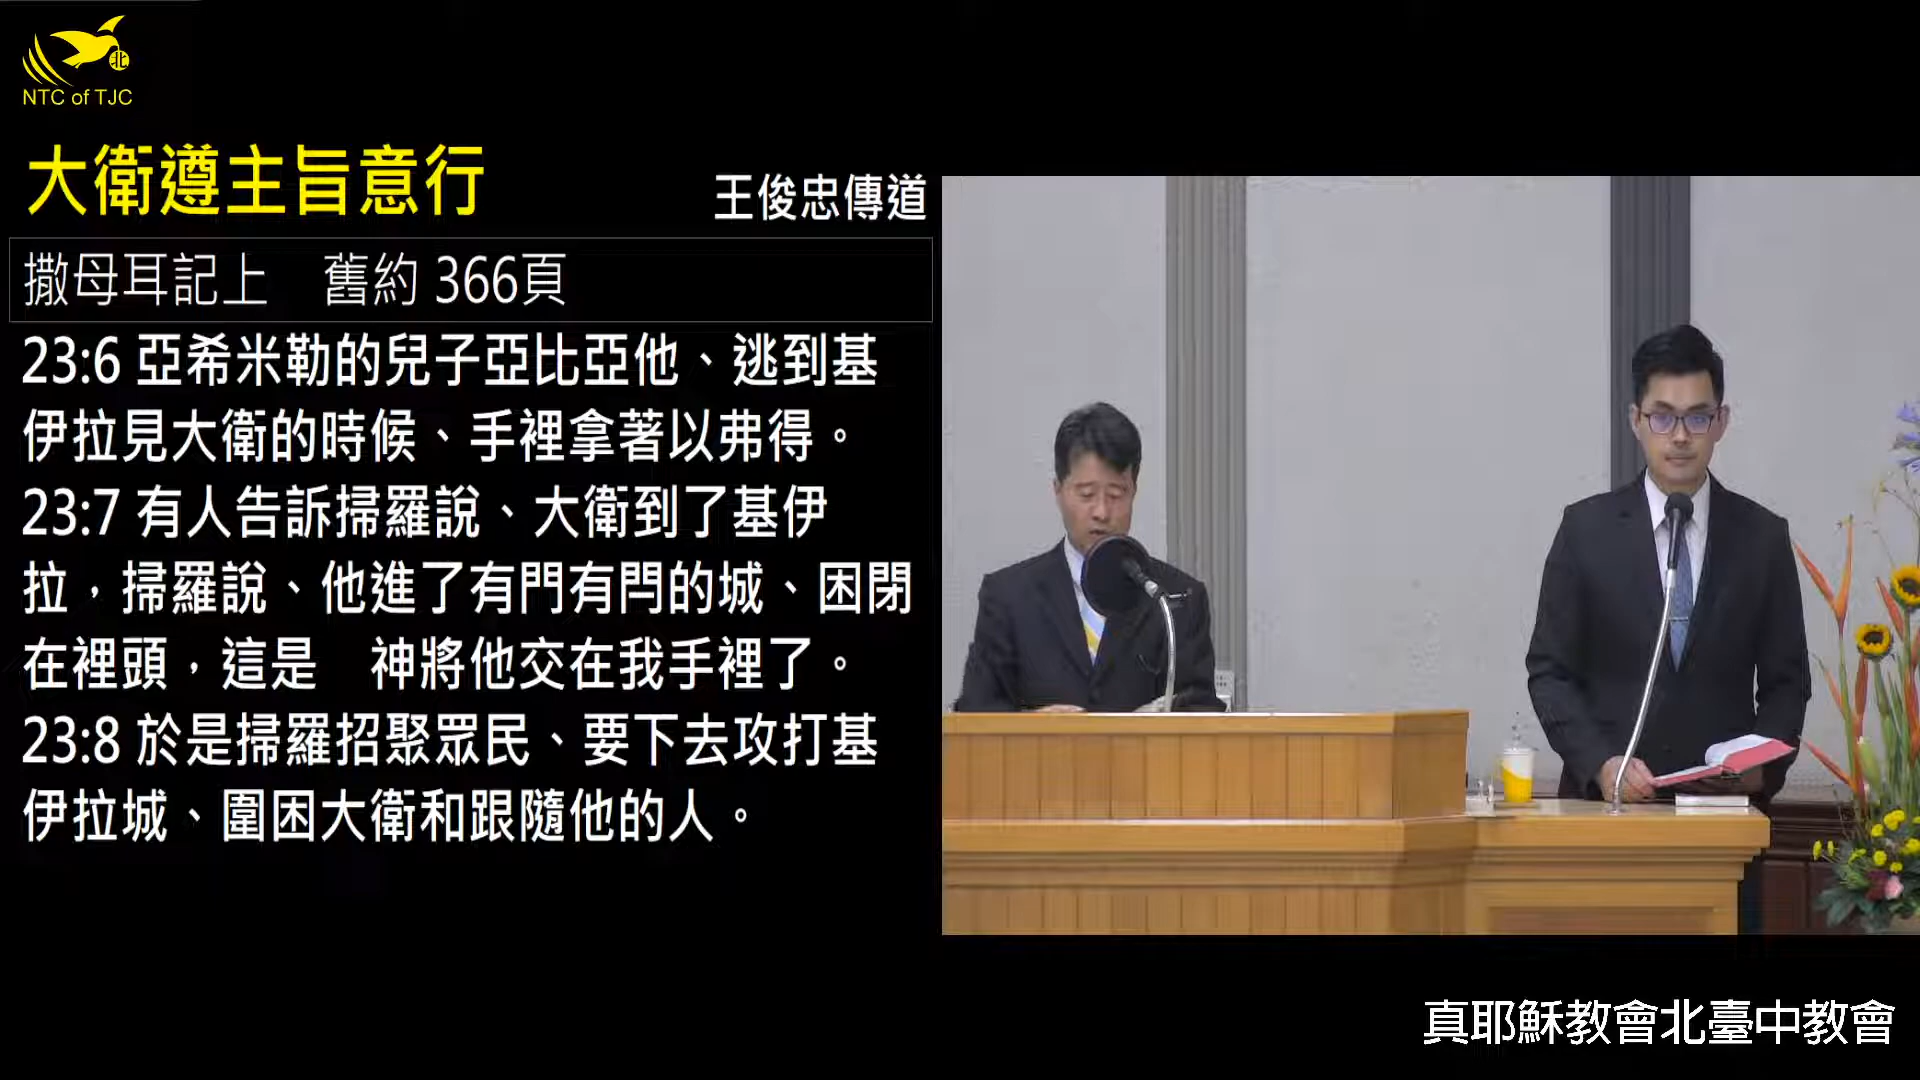 北
NTC of TJC
大衛遵主旨意行
王俊忠傳道
撒母耳記上　舊約 366頁
23:6 亞希米勒的兒子亞比亞他、逃到基
伊拉見大衛的時候、手裡拿著以弗得。
23:7 有人告訴掃羅說、大衛到了基伊
拉，掃羅說、他進了有門有閂的城、困閉
在裡頭，這是　神將他交在我手裡了。
23:8 於是掃羅招聚眾民、要下去攻打基
伊拉城、圍困大衛和跟隨他的人。
真耶穌教會北臺中教會